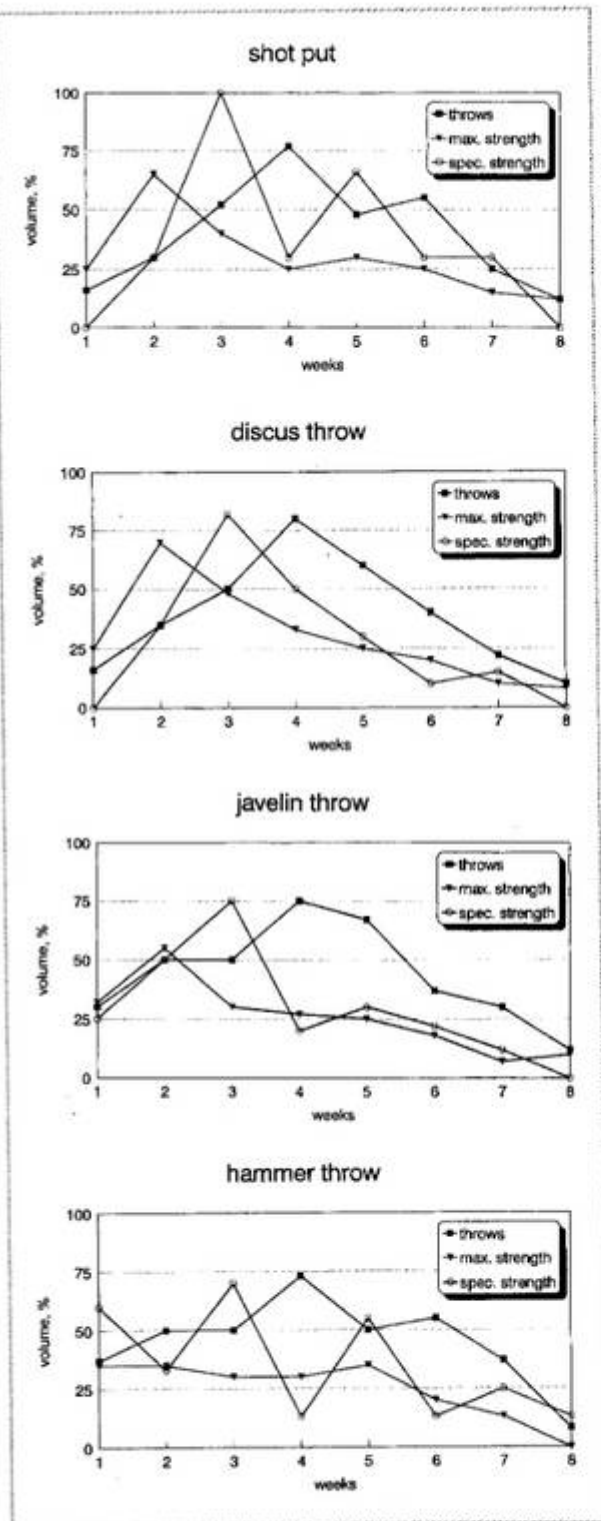 shot put
100
75
50
25
0
volume, %
throws
max. strength
spec. strength
1 2 3 4 5 6 7 8
weeks
discus throw
100
75
50
25
0
volume, %
throws
max. strength
spec. strength
1 2 3 4 5 6 7 8
weeks
javelin throw
100
75
50
25
0
volume, %
throws
max. strength
spec. strength
1 2 3 4 5 6 7 8
weeks
hammer throw
100
75
50
25
0
volume, %
throws
max. strength
spec. strength
1 2 3 4 5 6 7 8
weeks